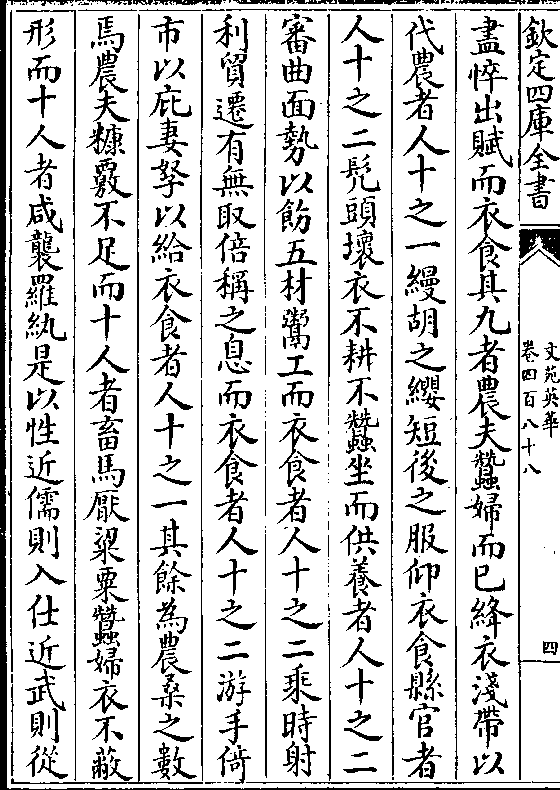 欽定四庫全書
文苑英華
卷四百八十八
四
盡悴出賦而衣食其九者農夫蠶婦而已絳衣淺帶以
代農者人十之一縵胡之纓短後之服仰衣食縣官者
人十之二髠頭壞衣不耕不蠶坐而供養者人十之二
審曲面勢以飭五材鬻工而衣食者人十之二乘時射
利貿遷有無取倍稱之息而衣食者人十之二游手倚
市以庇妻孥以給衣食者人十之一其餘為農桑之數
焉農夫糠覈不足而十人者畜馬厭粱粟蠶婦衣不蔽
形而十人者咸襲羅紈是以性近儒則入仕近武則從